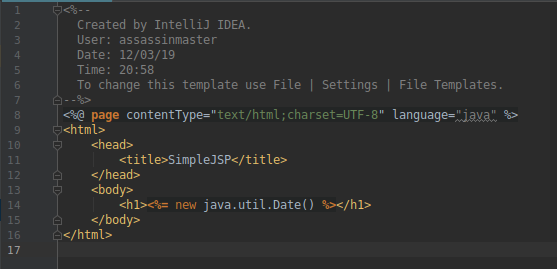 1 <%--
2 Created by IntelliJ IDEA.
3 User: assassinmaster
4 Date: 12/03/19
5 Time: 20:58
6 To change this template use File | Settings | File Templates.
7 --%>
8 <%@ page contentType="text/html;charset=UTF-8" language="java" %>
9 <html>
10 <head>
11 <title>SimpleJSP</title>
12 </head>
13 <body>
14 <h1><%= new java.util.Date() %></h1>
15 </body>
16 </html>
17